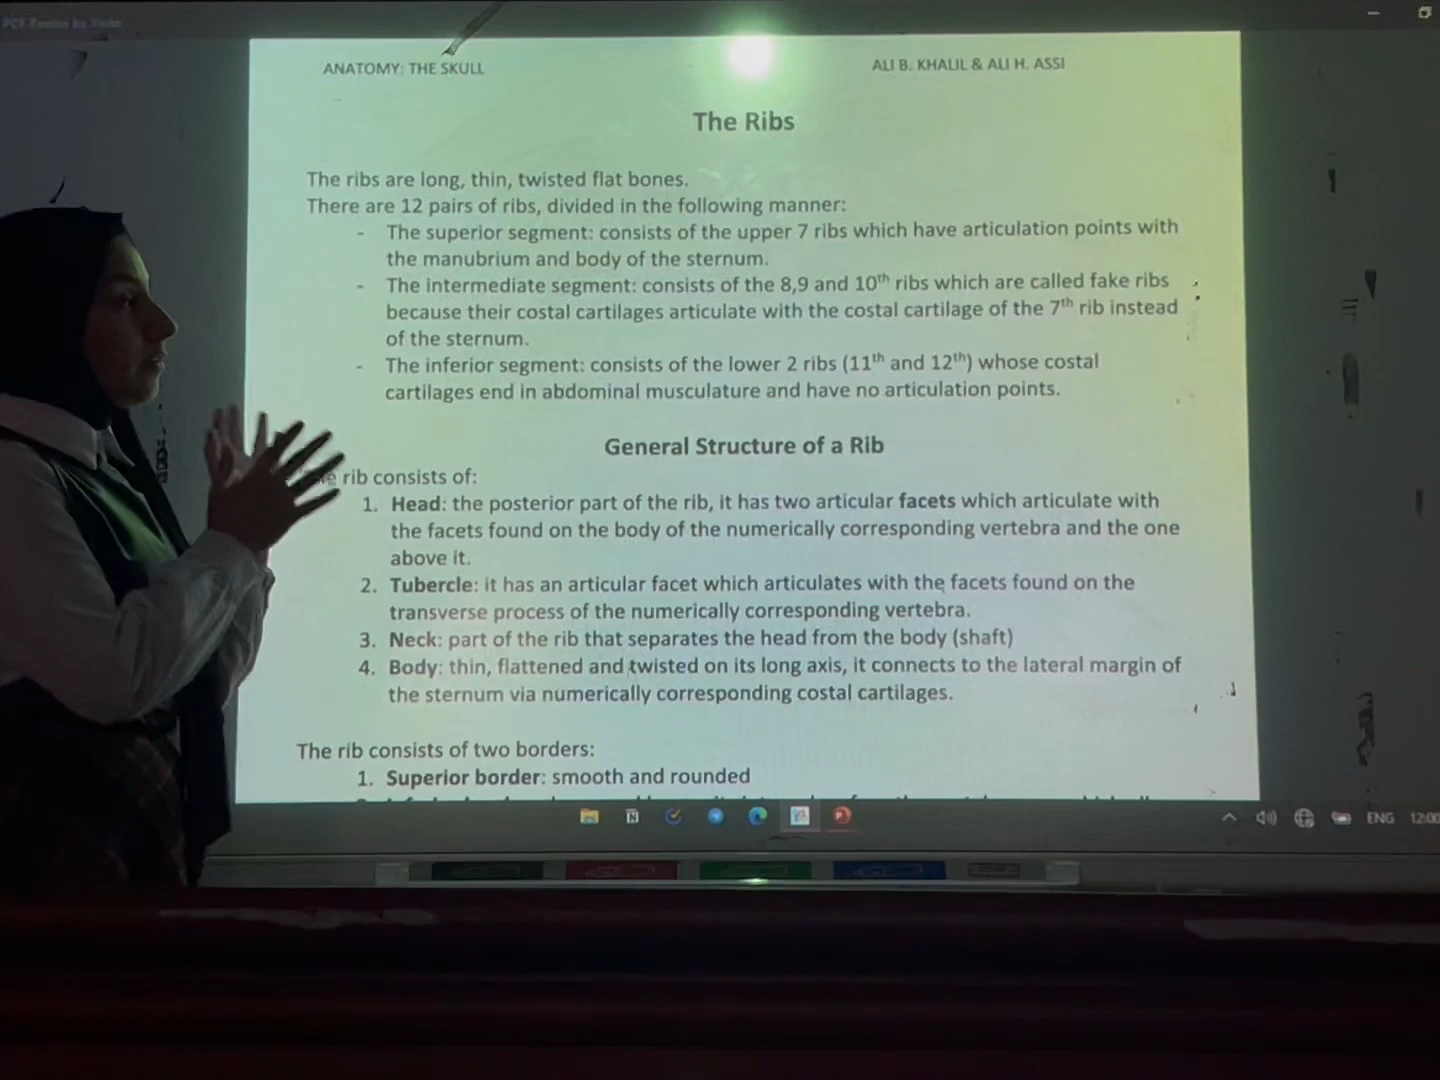 PDF Reader by Xodo
ANATOMY: THE SKULL
ALI B. KHALIL & ALI H. ASSI
The Ribs
The ribs are long, thin, twisted flat bones.
There are 12 pairs of ribs, divided in the following manner:
- The superior segment: consists of the upper 7 ribs which have articulation points with
the manubrium and body of the sternum.
- The intermediate segment: consists of the 8,9 and 10th ribs which are called fake ribs
because their costal cartilages articulate with the costal cartilage of the 7th rib instead
of the sternum.
- The inferior segment: consists of the lower 2 ribs (11th and 12th) whose costal
cartilages end in abdominal musculature and have no articulation points.
General Structure of a Rib
rib consists of:
1. Head: the posterior part of the rib, it has two articular facets which articulate with
the facets found on the body of the numerically corresponding vertebra and the one
above it.
2. Tubercle: it has an articular facet which articulates with the facets found on the
transverse process of the numerically corresponding vertebra.
3. Neck: part of the rib that separates the head from the body (shaft)
4. Body: thin, flattened and twisted on its long axis, it connects to the lateral margin of
the sternum via numerically corresponding costal cartilages.
The rib consists of two borders:
1. Superior border: smooth and rounded
ENG
12:00